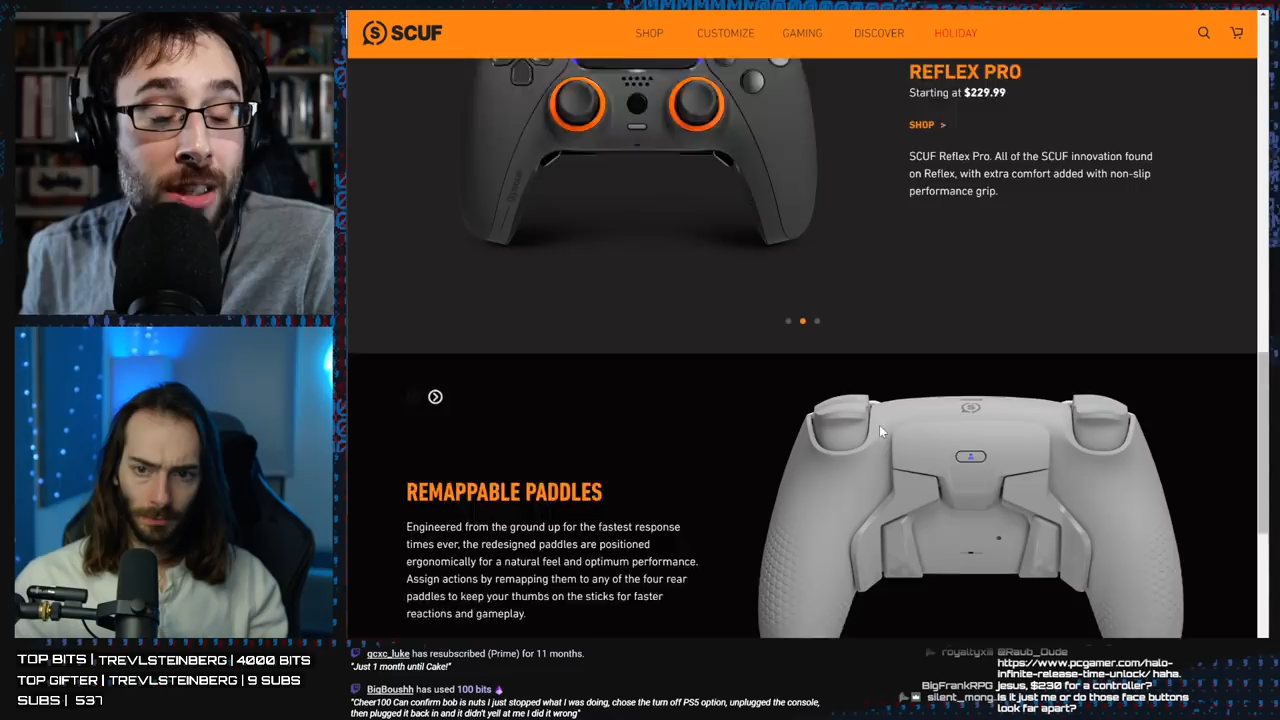 SCUF
SHOP CUSTOMIZE GAMING DISCOVER HOLIDAY
REFLEX PRO
Starting at $229.99
SHOP >
SCUF Reflex Pro. All of the SCUF innovation found
on Reflex, with extra comfort added with non-slip
performance grip.
REMAPPABLE PADDLES
Engineered from the ground up for the fastest response
times ever, the redesigned paddles are positioned
ergonomically for a natural feel and optimum performance.
Assign actions by remapping them to any of the four rear
paddles to keep your thumbs on the sticks for faster
reactions and gameplay.
TOP BITS | TREVLSTEINBERG | 4000 BITS
TOP GIFTER | TREVLSTEINBERG | 9 SUBS
SUBS | 537
gcxc_luke has resubscribed (Prime) for 11 months.
"Just 1 month until Cake!"
BigBoushh has used 100 bits
"Cheer100 Can confirm bob is nuts I just stopped what I was doing, chose the turn off PS5 option, unplugged the console,
then plugged it back in and it didn't yell at me I did it wrong"
royaltyxiii @Raub_Dude
https://www.pcgamer.com/halo-
infinite-release-time-unlock/ haha.
BigFrankRPG jesus, $230 for a controller?
silent_mong Is it just me or do those face buttons
look far apart?